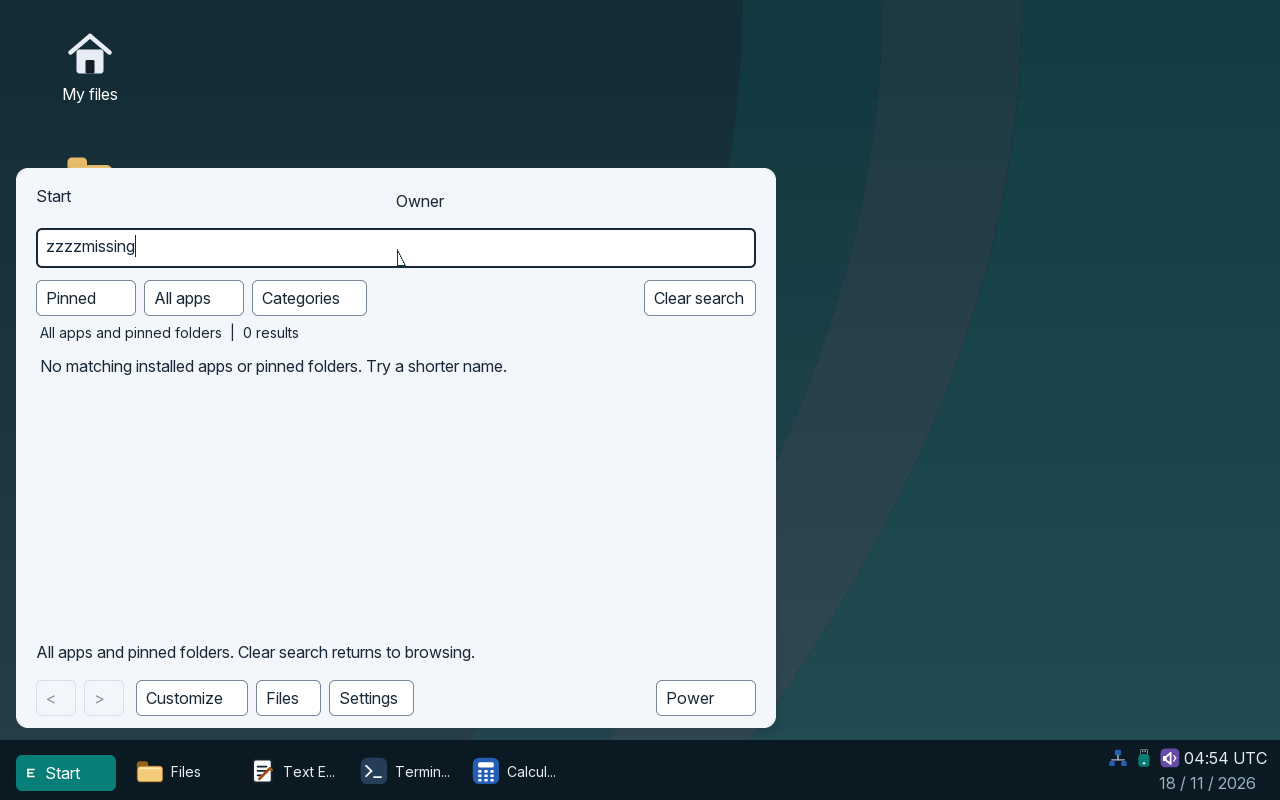 My files
Start
Owner
zzzzmissing
Pinned
All apps
Categories
Clear search
All apps and pinned folders | 0 results
No matching installed apps or pinned folders. Try a shorter name.
All apps and pinned folders. Clear search returns to browsing.
<
>
Customize
Files
Settings
Power
E Start
Files
Text E...
Termin...
Calcul...
04:54 UTC
18 / 11 / 2026